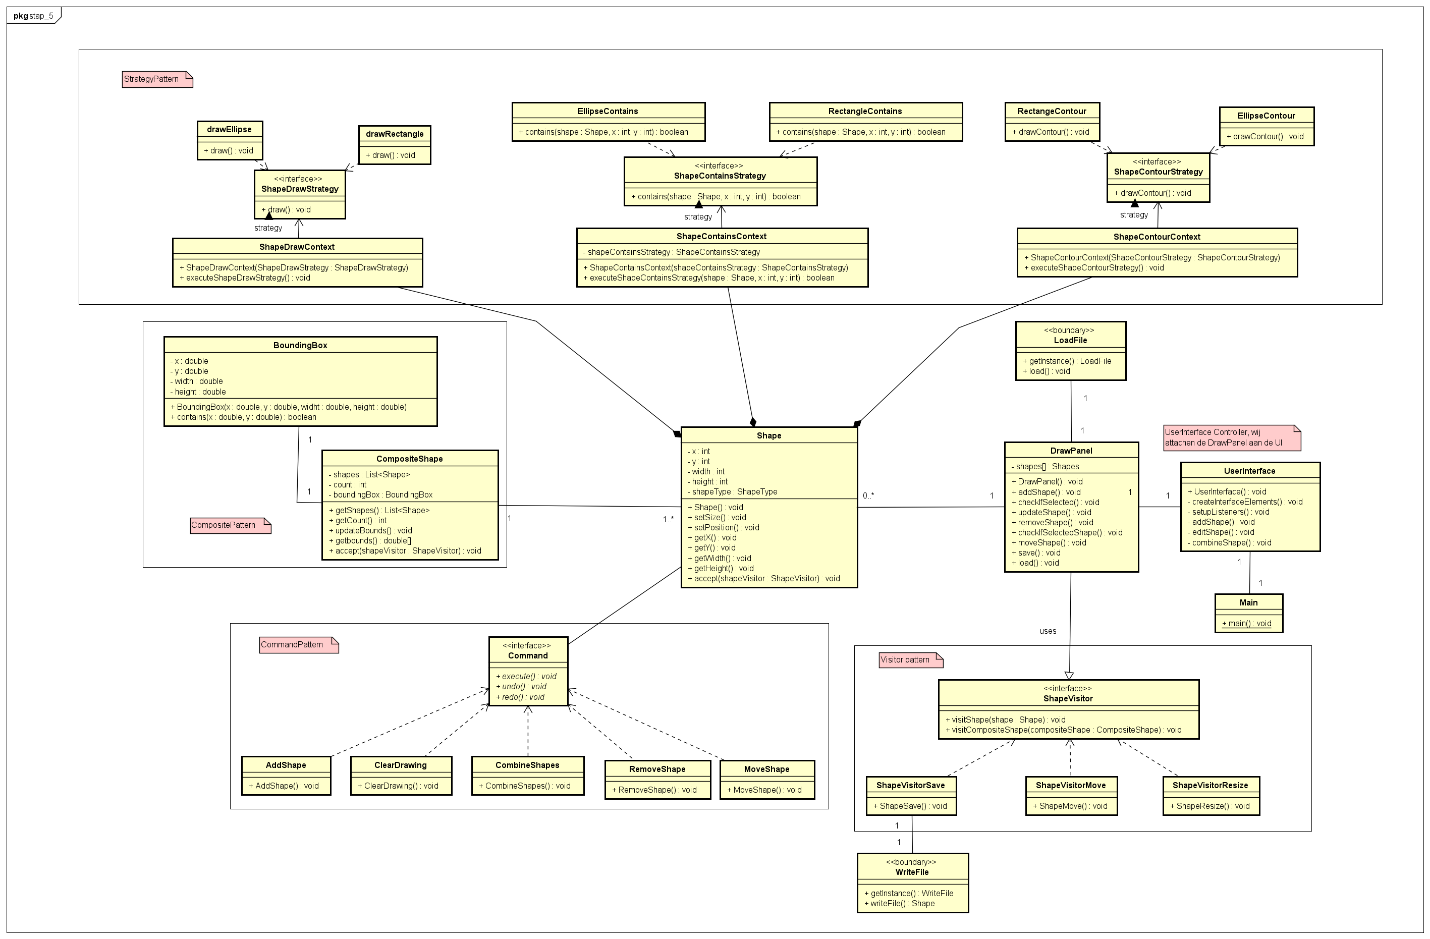 pkg stap_5
StrstegyPattern
drawEllipse
+ draw() : void
drawRectangle
+ draw() : void
<<interface>>
ShapeDrawStrategy
+ draw() : void
strategy
ShapeDrawContext
+ ShapeDrawContext(ShapeDrawStrategy : ShapeDrawStrategy)
+ executeShapeDrawStrategy() : void
EllipseContains
+ contains(shape : Shape, x : int, y : int) : boolean
RectangleContains
+ contains(shape : Shape, x : int, y : int) : boolean
<<interface>>
ShapeContainsStrategy
+ contains(shape : Shape, x : int, y : int) : boolean
strategy
ShapeContainsContext
- shapeContainsStrategy : ShapeContainsStrategy
+ ShapeContainsContext(shapeContainsStrategy : ShapeContainsStrategy)
+ executeShapeContainsStrategy(shape : Shape, x : int, y : int) : boolean
RectangeContour
+ drawContour() : void
EllipseContour
+ drawContour() : void
<<interface>>
ShapeContourStrategy
+ drawContour() : void
strategy
ShapeContourContext
+ ShapeContourContext(ShapeContourStrategy : ShapeContourStrategy)
+ executeShapeContourStrategy() : void
BoundingBox
- x : double
- y : double
- width : double
- height : double
+ BoundingBox(x : double, y : double, widht : double, height : double)
+ contains(x : double, y : double) : boolean
1
1
CompositeShape
- shapes : List<Shape>
- count : int
- boundingBox : BoundingBox
+ getShapes() : List<Shape>
+ getCount() : int
+ updateBounds() : void
+ getbounds() : double[]
+ accept(shapeVisitor : ShapeVisitor) : void
CompositePattern
1
1..*
Shape
- x : int
- y : int
- width : int
- height : int
- shapeType : ShapeType
+ Shape() : void
+ setSize() : void
+ setPosition() : void
+ getX() : void
+ getY() : void
+ getWidth() : void
+ getHeight() : void
+ accept(shapeVisitor : ShapeVisitor) : void
0..*
1
<<boundary>>
LoadFile
+ getInstance() : LoadFile
+ load() : void
1
1
DrawPanel
- shapes[] : Shapes
+ DrawPanel() : void
+ addShape() : void
+ checkifSelected() : void
+ updateShape() : void
+ removeShape() : void
+ checkIfSelectedShape() : void
+ moveShape() : void
+ seve() : void
+ load() : void
1
1
UserInterface Controller, wij
attachen de DrawPanel aan de UI
UserInterface
+ UserInterface() : void
- createInterfaceElements() : void
- setupListeners() : void
- addShape() : void
- editShape() : void
- combineShape() : void
1
1
Main
+ main() : void
uses
CommandPattern
<<interface>>
Command
+ execute() : void
+ undo() : void
+ redo() : void
AddShape
+ AddShape() : void
ClearDrawing
+ ClearDrawing() : void
CombineShapes
+ CombineShapes() : void
RemoveShape
+ RemoveShape() : void
MoveShape
+ MoveShape() : void
Visitor pattern
<<interface>>
ShapeVisitor
+ visitShape(shape : Shape) : void
+ visitCompositeShape(compositeShape : CompositeShape) : void
ShapeVisitorSave
+ ShapeSave() : void
ShapeVisitorMove
+ ShapeMove() : void
ShapeVisitorResize
+ ShapeResize() : void
1
1
<<boundary>>
WriteFile
+ getInstance() : WriteFile
+ writeFile() : Shape